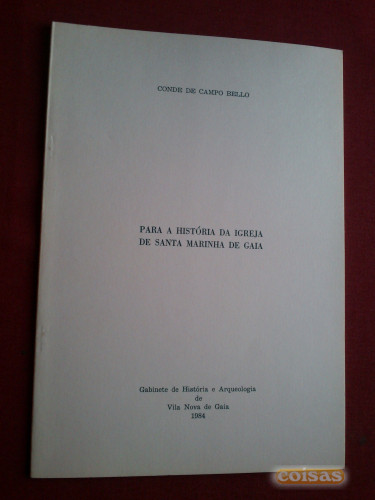 CONDE DE CAMPO BELLO
PARA A HISTÓRIA DA IGREJA
DE SANTA MARINHA DE GAIA
Gabinete de História e Arqueologia
de
Vila Nova de Gaia
1984
coisas